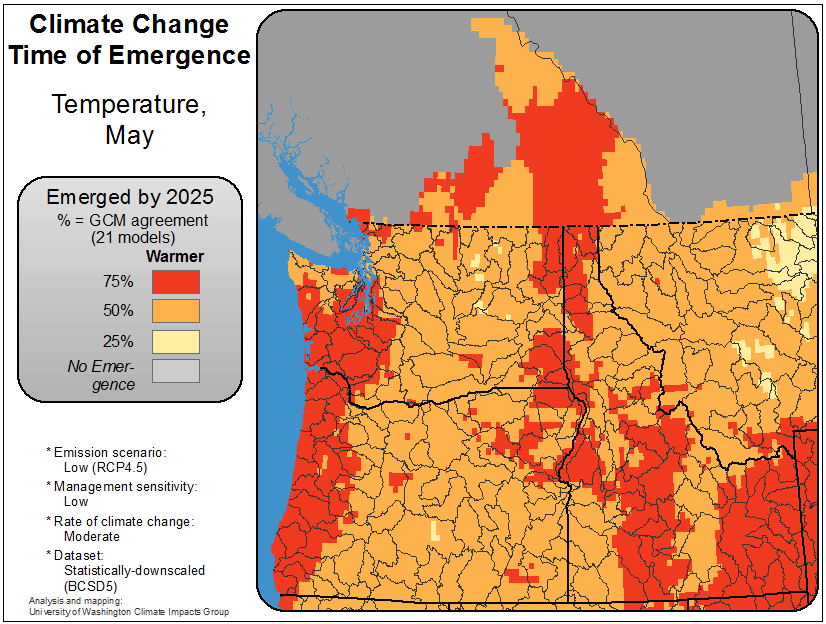 Climate Change
Time of Emergence
Temperature,
May
Emerged by 2025
% = GCM agreement
(21 models)
Warmer
75%
50%
25%
No Emer-
gence
* Emission scenario:
Low (RCP4.5)
* Management sensitivity:
Low
* Rate of climate change:
Moderate
* Dataset:
Statistically-downscaled
(BCSD5)
Analysis and mapping:
University of Washington Climate Impacts Group